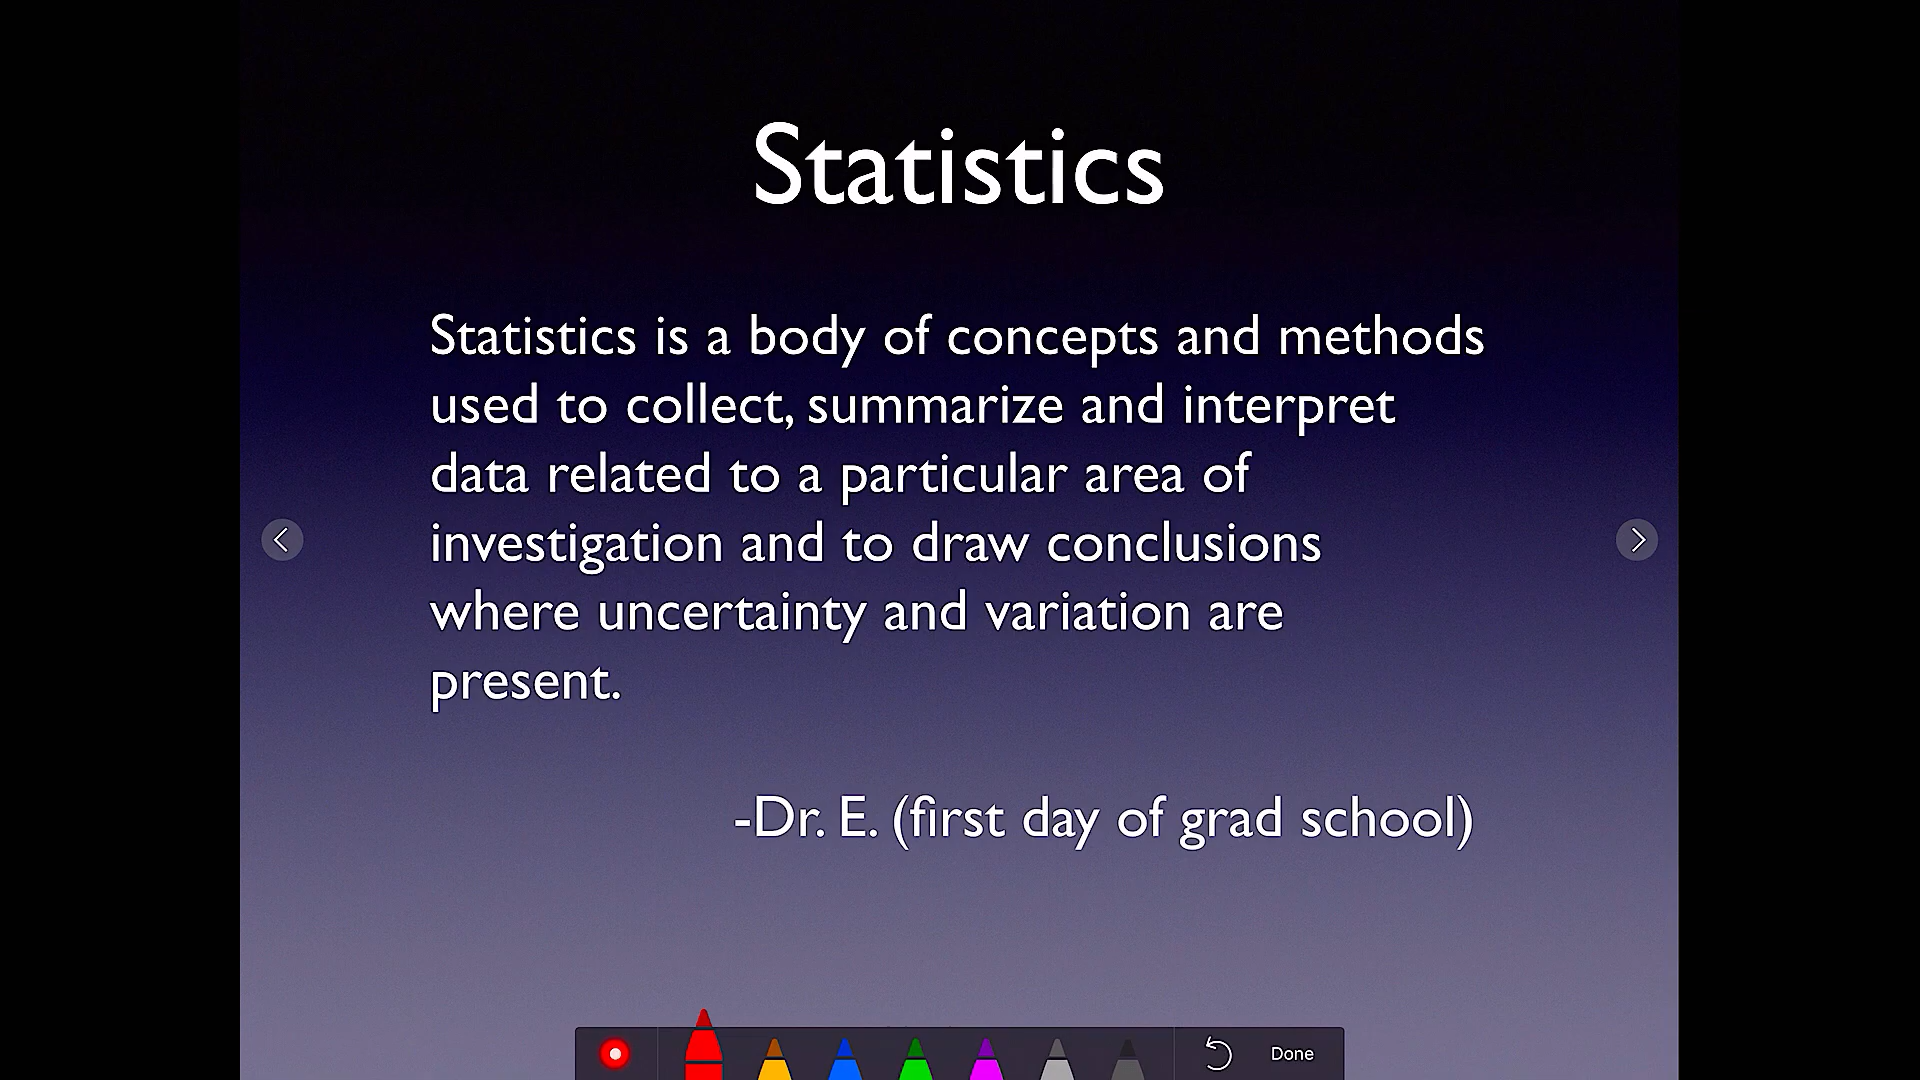 Statistics
Statistics is a body of concepts and methods
used to collect, summarize and interpret
data related to a particular area of
investigation and to draw conclusions
where uncertainty and variation are
present.
-Dr. E. (first day of grad school)
Done